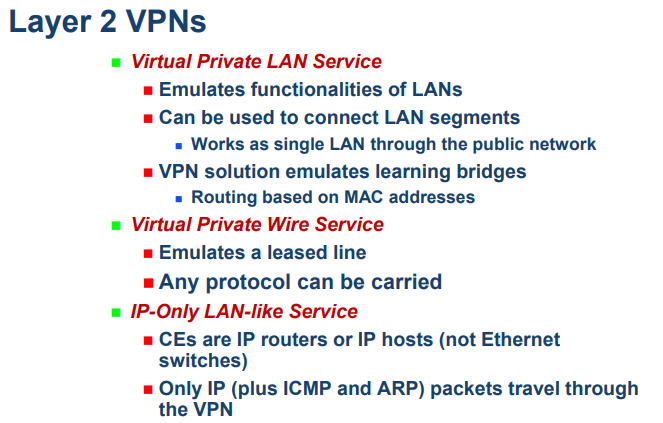 Layer 2 VPNs
Virtual Private LAN Service
Emulates functionalities of LANs
Can be used to connect LAN segments
Works as single LAN through the public network
VPN solution emulates learning bridges
Routing based on MAC addresses
Virtual Private Wire Service
Emulates a leased line
Any protocol can be carried
IP-Only LAN-like Service
CEs are IP routers or IP hosts (not Ethernet
switches)
Only IP (plus ICMP and ARP) packets travel through
the VPN